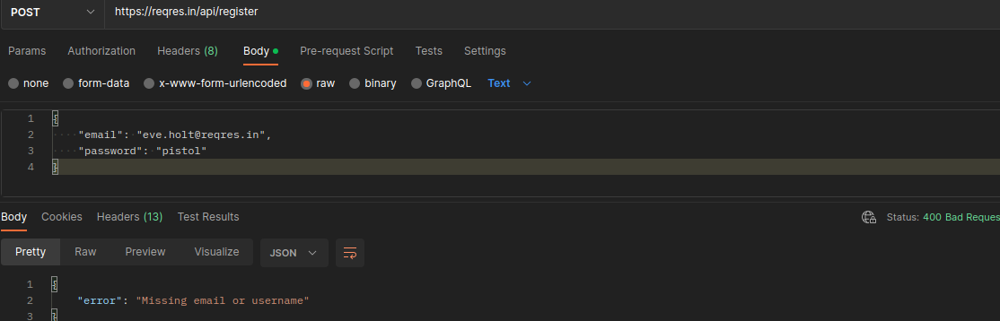 POST https://reqres.in/api/register
Params Authorization Headers (8) Body Pre-request Script Tests Settings
none form-data x-www-form-urlencoded raw binary GraphQL Text
1 {
2 "email": "eve.holt@reqres.in",
3 "password": "pistol"
4 }
Body Cookies Headers (13) Test Results Status: 400 Bad Reques
Pretty Raw Preview Visualize JSON
1 {
2 "error": "Missing email or username"
3 }